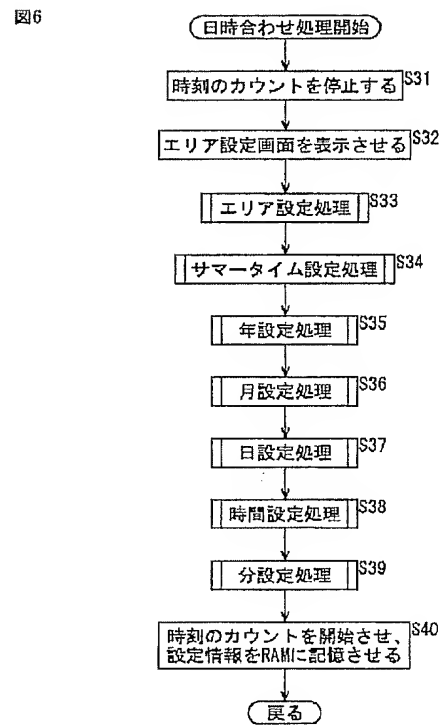 図6
日時合わせ処理開始
時刻のカウントを停止する S31
エリア設定画面を表示させる S32
エリア設定処理 S33
サマータイム設定処理 S34
年設定処理 S35
月設定処理 S36
日設定処理 S37
時間設定処理 S38
分設定処理 S39
時刻のカウントを開始させ、 S40
設定情報をRAMに記憶させる
戻る